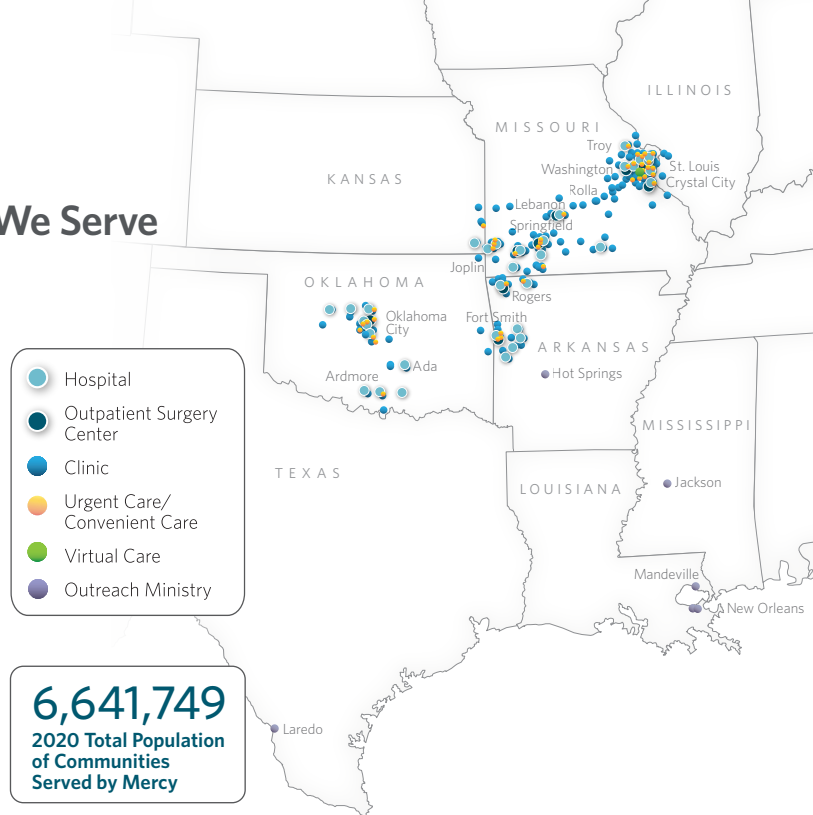 We Serve
ILLINOIS
MISSOURI
Troy
Washington
St. Louis
Crystal City
KANSAS
Rolla
Lebanon
Springfield
Joplin
OKLAHOMA
Rogers
Oklahoma
City
Fort Smith
ARKANSAS
Ada
Hot Springs
Ardmore
MISSISSIPPI
TEXAS
LOUISIANA
Jackson
Mandeville
New Orleans
Laredo
Hospital
Outpatient Surgery
Center
Clinic
Urgent Care/
Convenient Care
Virtual Care
Outreach Ministry
6,641,749
2020 Total Population
of Communities
Served by Mercy